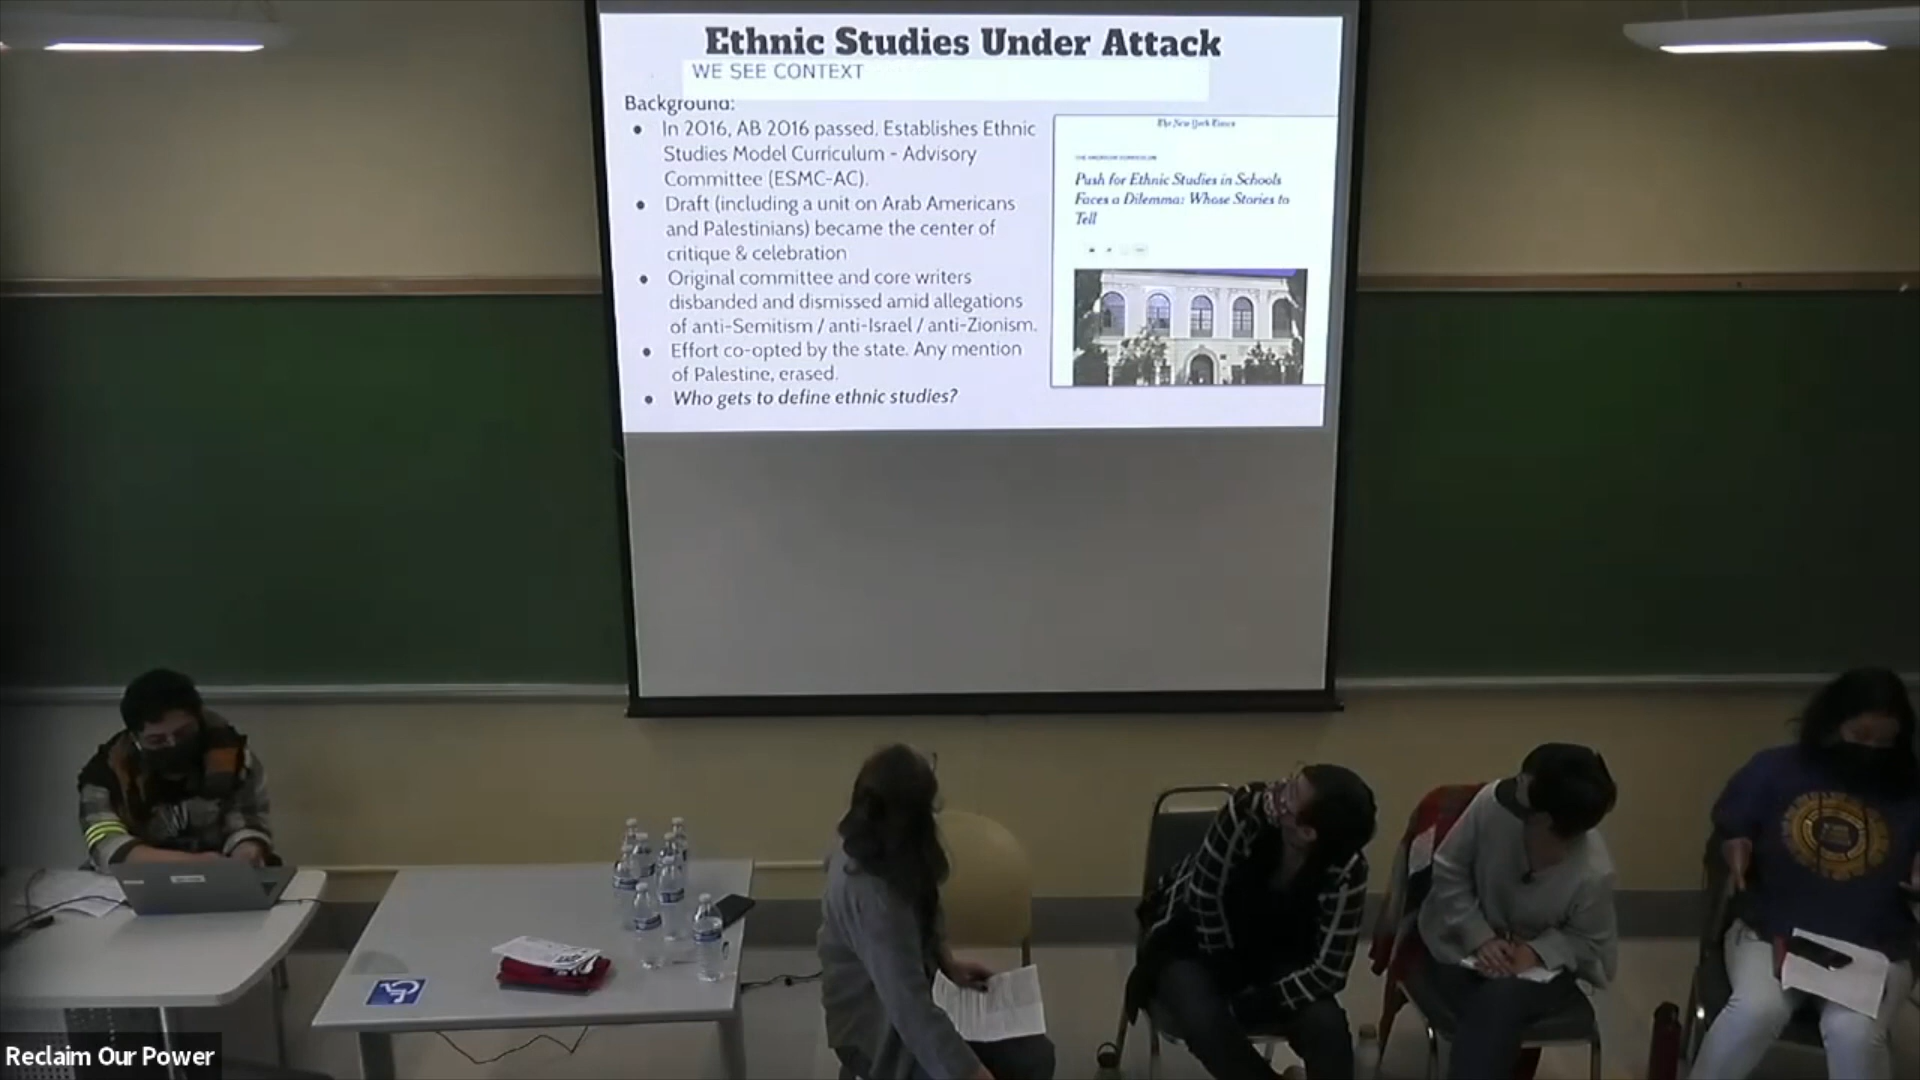 Ethnic Studies Under Attack
WE SEE CONTEXT
Background:
● In 2016, AB 2016 passed. Establishes Ethnic
Studies Model Curriculum - Advisory
Committee (ESMC-AC).
● Draft (including a unit on Arab Americans
and Palestinians) became the center of
critique & celebration
● Original committee and core writers
disbanded and dismissed amid allegations
of anti-Semitism / anti-Israel / anti-Zionism.
● Effort co-opted by the state. Any mention
of Palestine, erased.
● Who gets to define ethnic studies?
The New York Times
Push for Ethnic Studies in Schools
Faces a Dilemma: Whose Stories to
Tell
Reclaim Our Power